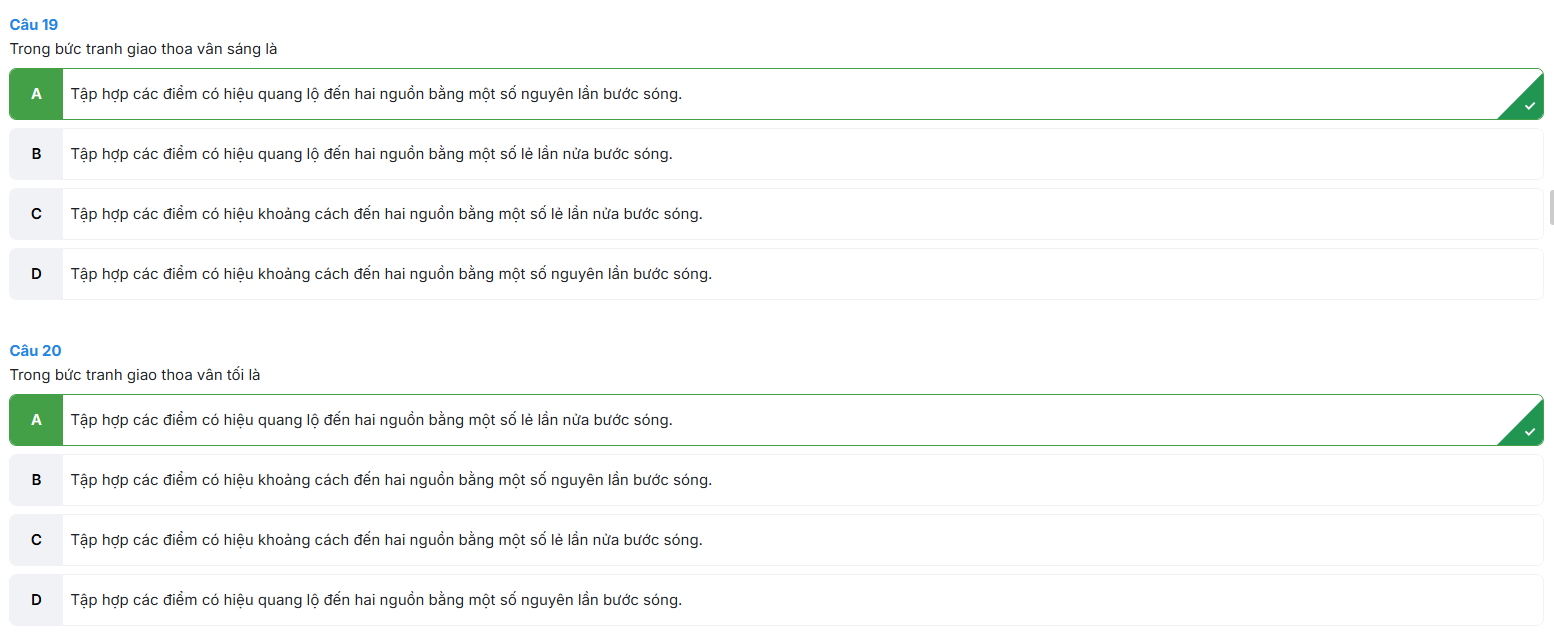 Câu 19
Trong bức tranh giao thoa vân sáng là
A Tập hợp các điểm có hiệu quang lộ đến hai nguồn bằng một số nguyên lần bước sóng.
B Tập hợp các điểm có hiệu quang lộ đến hai nguồn bằng một số lẻ lần nửa bước sóng.
C Tập hợp các điểm có hiệu khoảng cách đến hai nguồn bằng một số lẻ lần nửa bước sóng.
D Tập hợp các điểm có hiệu khoảng cách đến hai nguồn bằng một số nguyên lần bước sóng.
Câu 20
Trong bức tranh giao thoa vân tối là
A Tập hợp các điểm có hiệu quang lộ đến hai nguồn bằng một số lẻ lần nửa bước sóng.
B Tập hợp các điểm có hiệu khoảng cách đến hai nguồn bằng một số nguyên lần bước sóng.
C Tập hợp các điểm có hiệu khoảng cách đến hai nguồn bằng một số lẻ lần nửa bước sóng.
D Tập hợp các điểm có hiệu quang lộ đến hai nguồn bằng một số nguyên lần bước sóng.